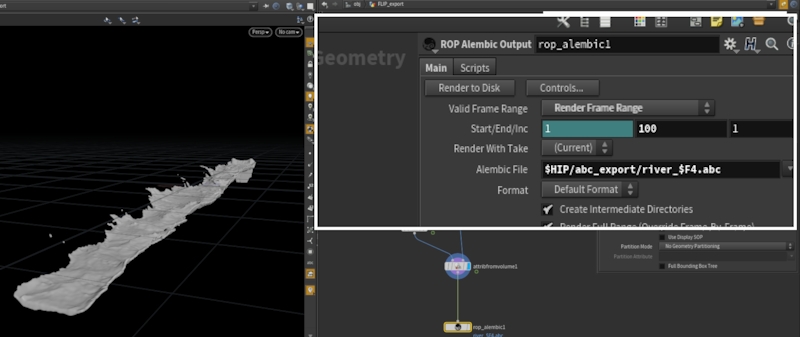 obj
FLIP_export
Persp
No cam
Geometry
ROP Alembic Output rop_alembic1
Main Scripts
Render to Disk Controls...
Valid Frame Range Render Frame Range
Start/End/Inc 1 100 1
Render With Take (Current)
Alembic File $HIP/abc_export/river_$F4.abc
Format Default Format
Create Intermediate Directories
Render Full Range (Override Frame-By-Frame)
Use Deploy SOP
Partition Mode No Geometry Partitioning
Partition Attribute
Full Bounding Box Tree
attribfromvolume1
rop_alembic1
river_$F4.abc